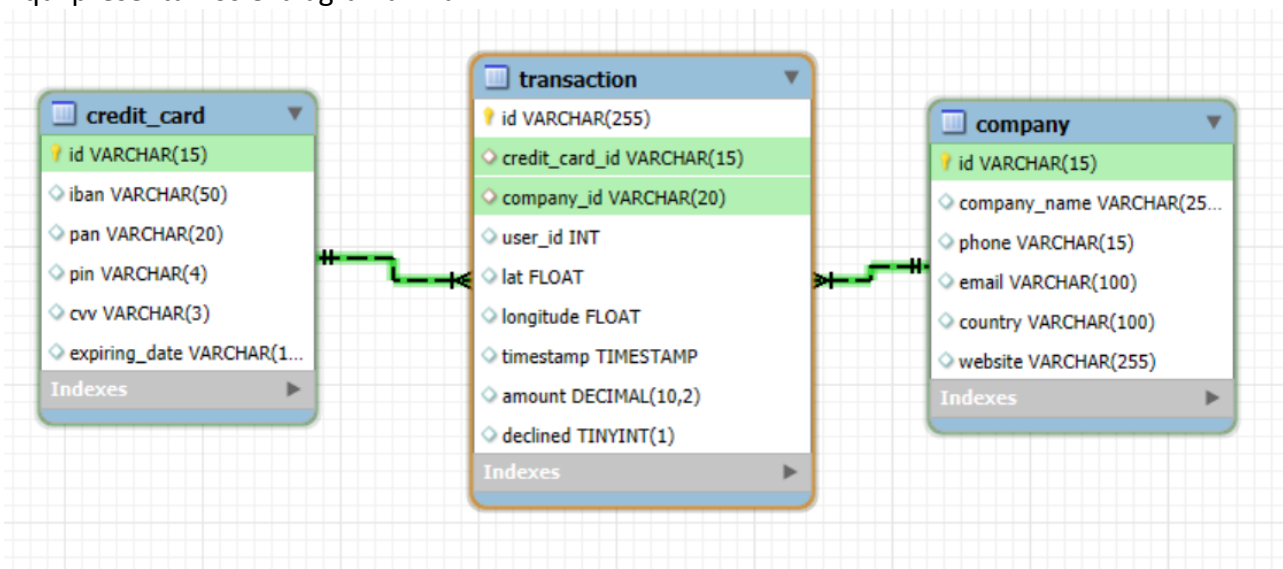 credit_card
id VARCHAR(15)
iban VARCHAR(50)
pan VARCHAR(20)
pin VARCHAR(4)
cvv VARCHAR(3)
expiring_date VARCHAR(1...
Indexes
transaction
id VARCHAR(255)
credit_card_id VARCHAR(15)
company_id VARCHAR(20)
user_id INT
lat FLOAT
longitude FLOAT
timestamp TIMESTAMP
amount DECIMAL(10,2)
declined TINYINT(1)
Indexes
company
id VARCHAR(15)
company_name VARCHAR(25...
phone VARCHAR(15)
email VARCHAR(100)
country VARCHAR(100)
website VARCHAR(255)
Indexes